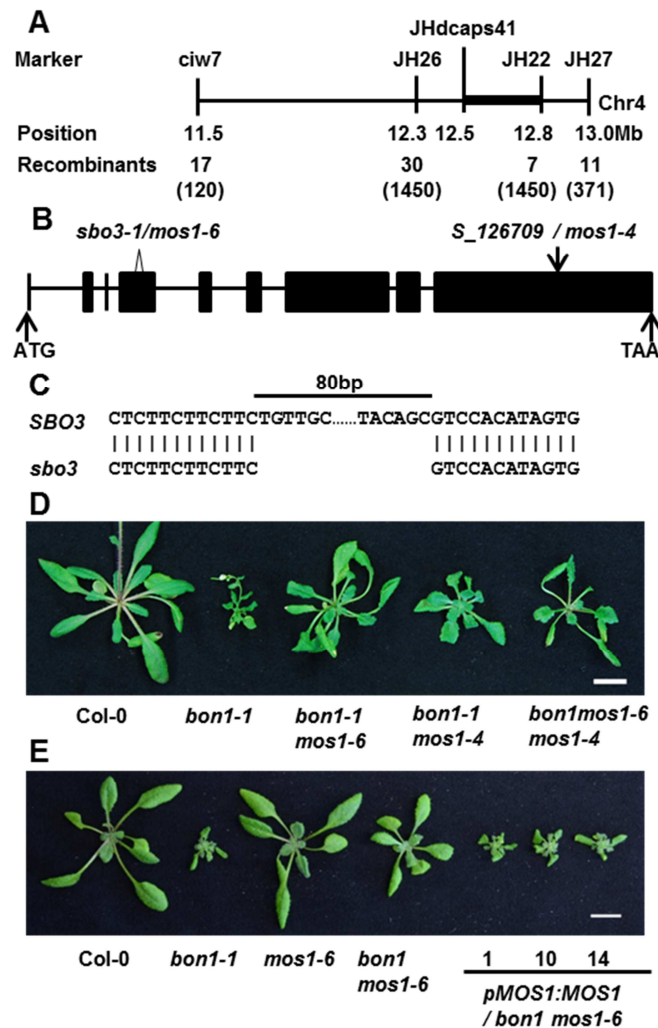 A
JHdcaps41
Marker ciw7 JH26 JH22 JH27
Chr4
Position 11.5 12.3 12.5 12.8 13.0Mb
Recombinants 17 30 7 11
(120) (1450) (1450) (371)
B
sbo3-1/mos1-6 S_126709 / mos1-4
ATG TAA
C
80bp
SBO3 CTCTTCTTCTTCTGTTGC......TACAGCGTCCACATAGTG
sbo3 CTCTTCTTCTTC GTCCACATAGTG
D
Col-0 bon1-1 bon1-1 bon1-1 bon1mos1-6
mos1-6 mos1-4 mos1-4
E
Col-0 bon1-1 mos1-6 bon1 1 10 14
mos1-6 pMOS1:MOS1
/ bon1 mos1-6